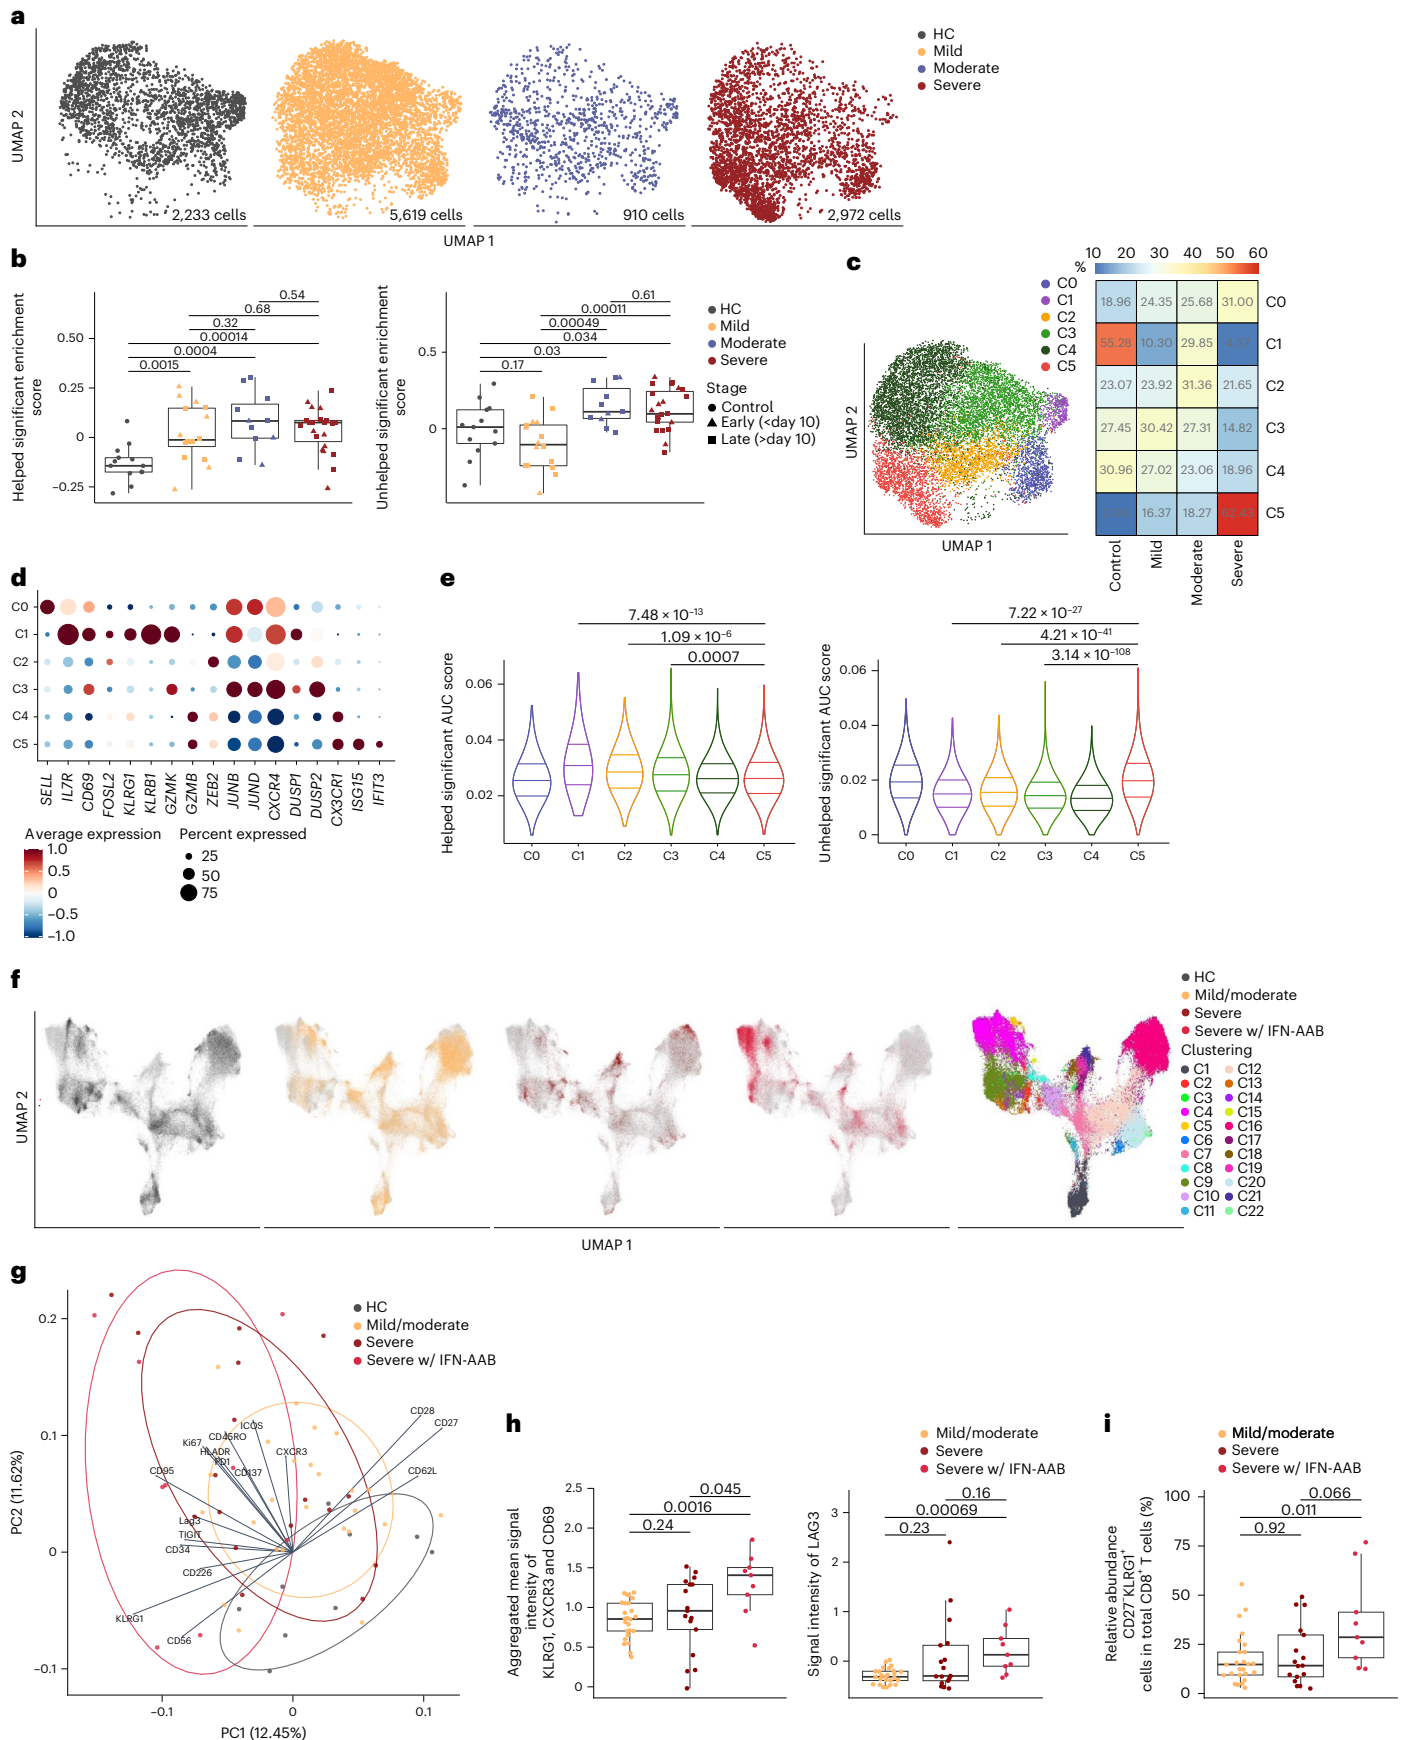 a
UMAP 2
2,233 cells
5,619 cells
910 cells
2,972 cells
UMAP 1
HC
Mild
Moderate
Severe
b
Helped significant enrichment
score
0.50
0.25
0
−0.25
0.54
0.68
0.32
0.00014
0.0004
0.0015
Unhelped significant enrichment
score
0.5
0
0.61
0.00011
0.00049
0.034
0.03
0.17
HC
Mild
Moderate
Severe
Stage
Control
Early (<day 10)
Late (>day 10)
c
UMAP 2
UMAP 1
C0
C1
C2
C3
C4
C5
%
10 20 30 40 50 60
18.96 24.35 25.68 31.00 C0
55.28 10.30 29.85 C1
23.07 23.92 31.36 21.65 C2
27.45 30.42 27.31 14.82 C3
30.96 27.02 23.06 18.96 C4
16.37 18.27 62.43 C5
Control
Mild
Moderate
Severe
d
C0
C1
C2
C3
C4
C5
SELL
IL7R
CD69
FOSL2
KLRG1
KLRB1
GZMK
GZMB
ZEB2
JUNB
JUND
CXCR4
DUSP1
DUSP2
CX3CR1
ISG15
IFIT3
Average expression
1.0
0.5
0
−0.5
−1.0
Percent expressed
25
50
75
e
Helped significant AUC score
0.06
0.04
0.02
7.48 × 10⁻¹³
1.09 × 10⁻⁶
0.0007
C0 C1 C2 C3 C4 C5
Unhelped significant AUC score
0.06
0.04
0.02
0
7.22 × 10⁻²⁷
4.21 × 10⁻⁴¹
3.14 × 10⁻¹⁰⁸
C0 C1 C2 C3 C4 C5
f
UMAP 2
UMAP 1
HC
Mild/moderate
Severe
Severe w/ IFN-AAB
Clustering
C1 C12
C2 C13
C3 C14
C4 C15
C5 C16
C6 C17
C7 C18
C8 C19
C9 C20
C10 C21
C11 C22
g
PC2 (11.62%)
0.2
0.1
0
−0.1
−0.1 0 0.1
PC1 (12.45%)
HC
Mild/moderate
Severe
Severe w/ IFN-AAB
CD28
CD27
CD62L
ICOS
CD45RO
Ki67
HLADR
PD1
CD137
CXCR3
CD95
Lag3
TIGIT
CD34
CD226
KLRG1
CD56
h
Mild/moderate
Severe
Severe w/ IFN-AAB
Aggregated mean signal
intensity of
KLRG1, CXCR3 and CD69
2.5
2.0
1.5
1.0
0.5
0
0.045
0.0016
0.24
Signal intensity of LAG3
3
2
1
0
0.16
0.00069
0.23
i
Mild/moderate
Severe
Severe w/ IFN-AAB
Relative abundance
CD27⁻KLRG1⁺
cells in total CD8⁺ T cells (%)
100
75
50
25
0
0.066
0.011
0.92